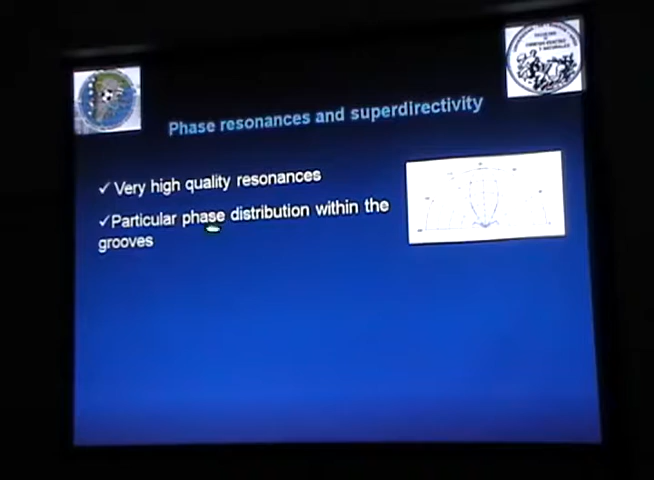 Phase resonances and superdirectivity
✓Very high quality resonances
✓Particular phase distribution within the
grooves